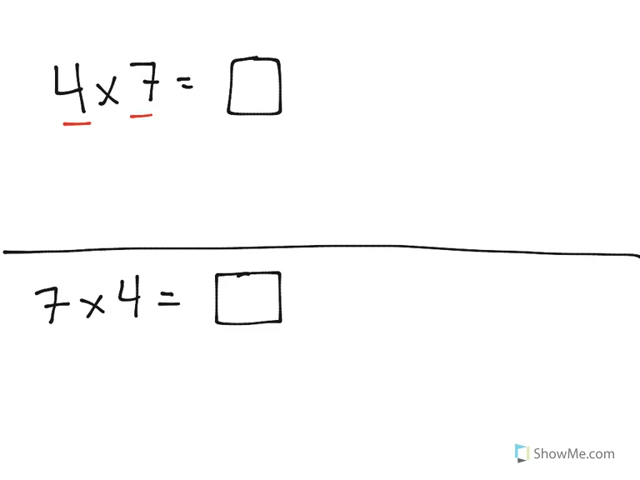 4 x 7 = □
7 x 4 = □
ShowMe.com